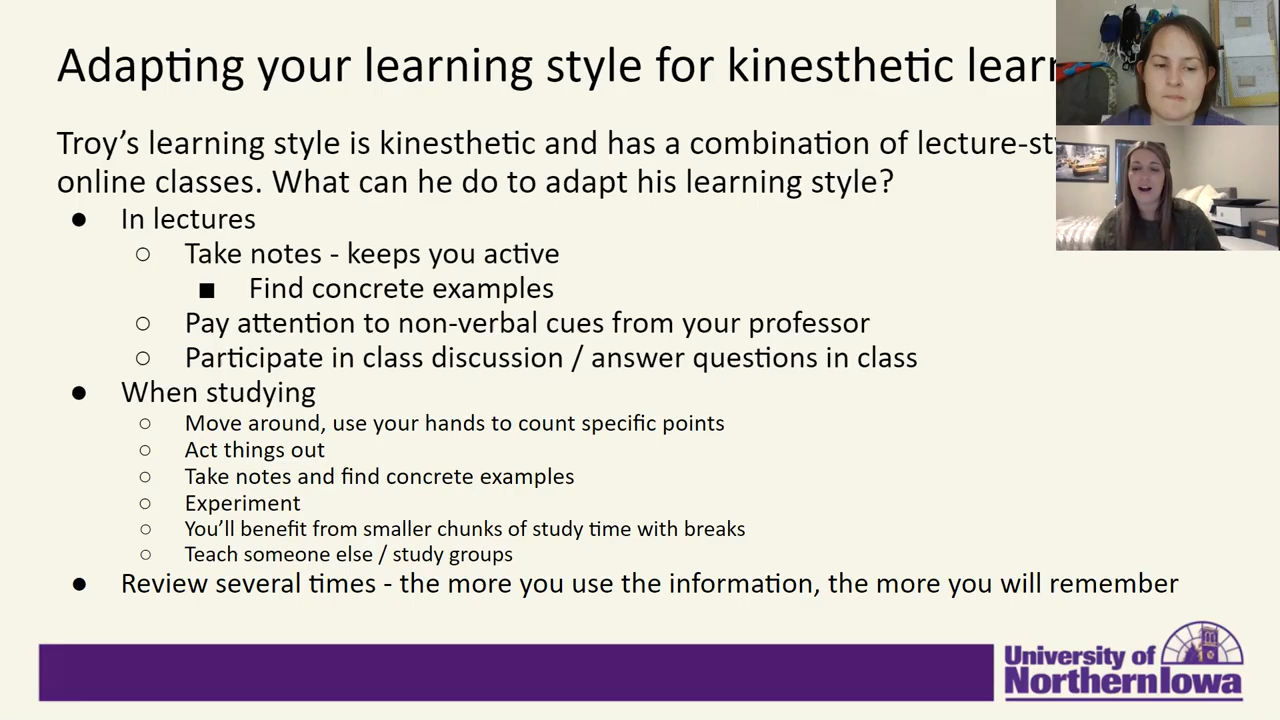 Adapting your learning style for kinesthetic
Troy's learning style is kinesthetic and has a combination of
online classes. What can he do to adapt his learning style?
● In lectures
○ Take notes - keeps you active
■ Find concrete examples
○ Pay attention to non-verbal cues from your professor
○ Participate in class discussion / answer questions in class
● When studying
○ Move around, use your hands to count specific points
○ Act things out
○ Take notes and find concrete examples
○ Experiment
○ You'll benefit from smaller chunks of study time with breaks
○ Teach someone else / study groups
● Review several times - the more you use the information, the more you will remember
University of
Northern Iowa